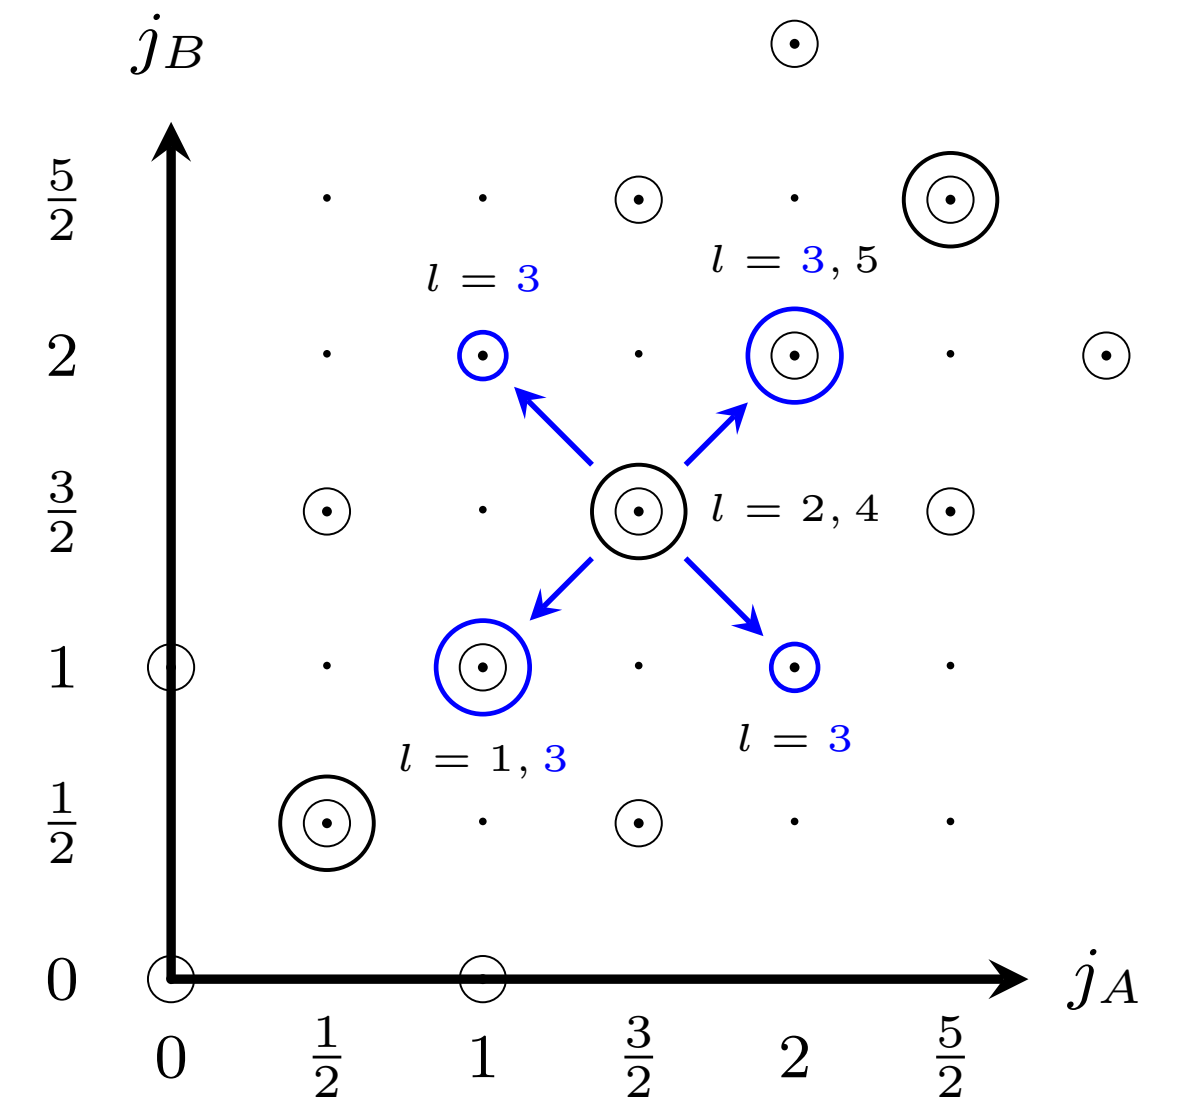 j_B
5/2
l = 3, 5
l = 3
2
3/2
l = 2, 4
1
l = 3
l = 1, 3
1/2
0
j_A
0 1/2 1 3/2 2 5/2